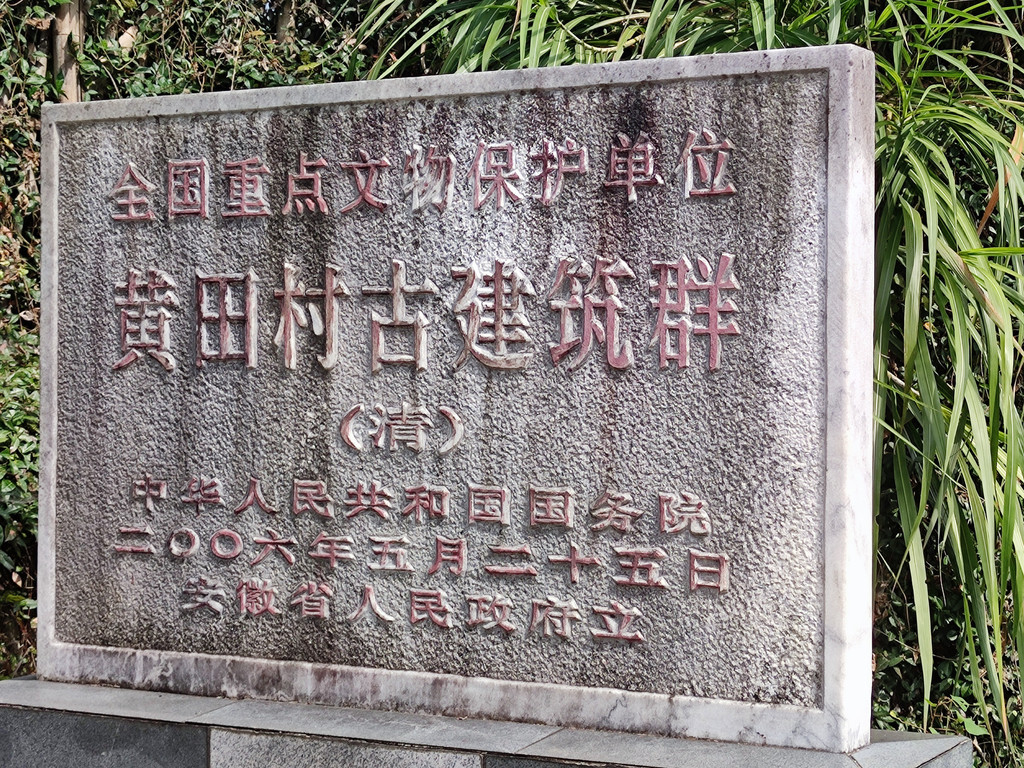 全国重点文物保护单位
黄田村古建筑群
(清)
中华人民共和国国务院
二〇〇六年五月二十五日
安徽省人民政府立